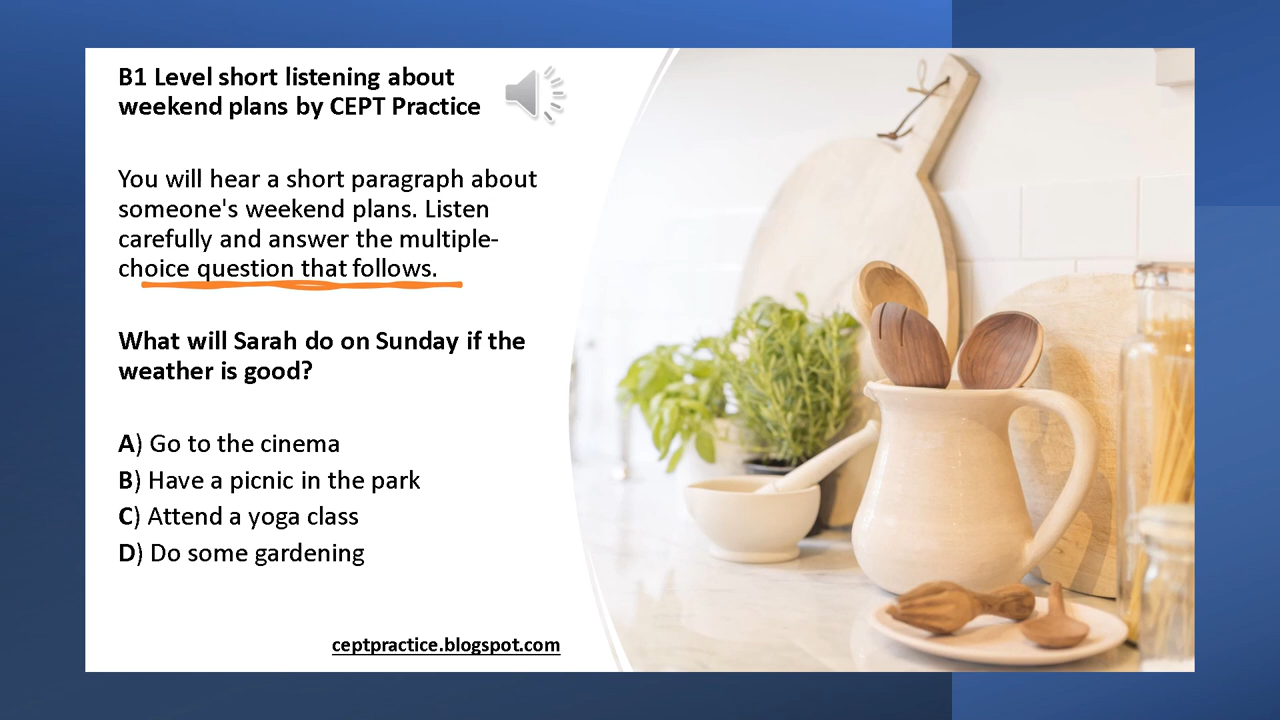 B1 Level short listening about
weekend plans by CEPT Practice
You will hear a short paragraph about
someone's weekend plans. Listen
carefully and answer the multiple-
choice question that follows.
What will Sarah do on Sunday if the
weather is good?
A) Go to the cinema
B) Have a picnic in the park
C) Attend a yoga class
D) Do some gardening
ceptpractice.blogspot.com